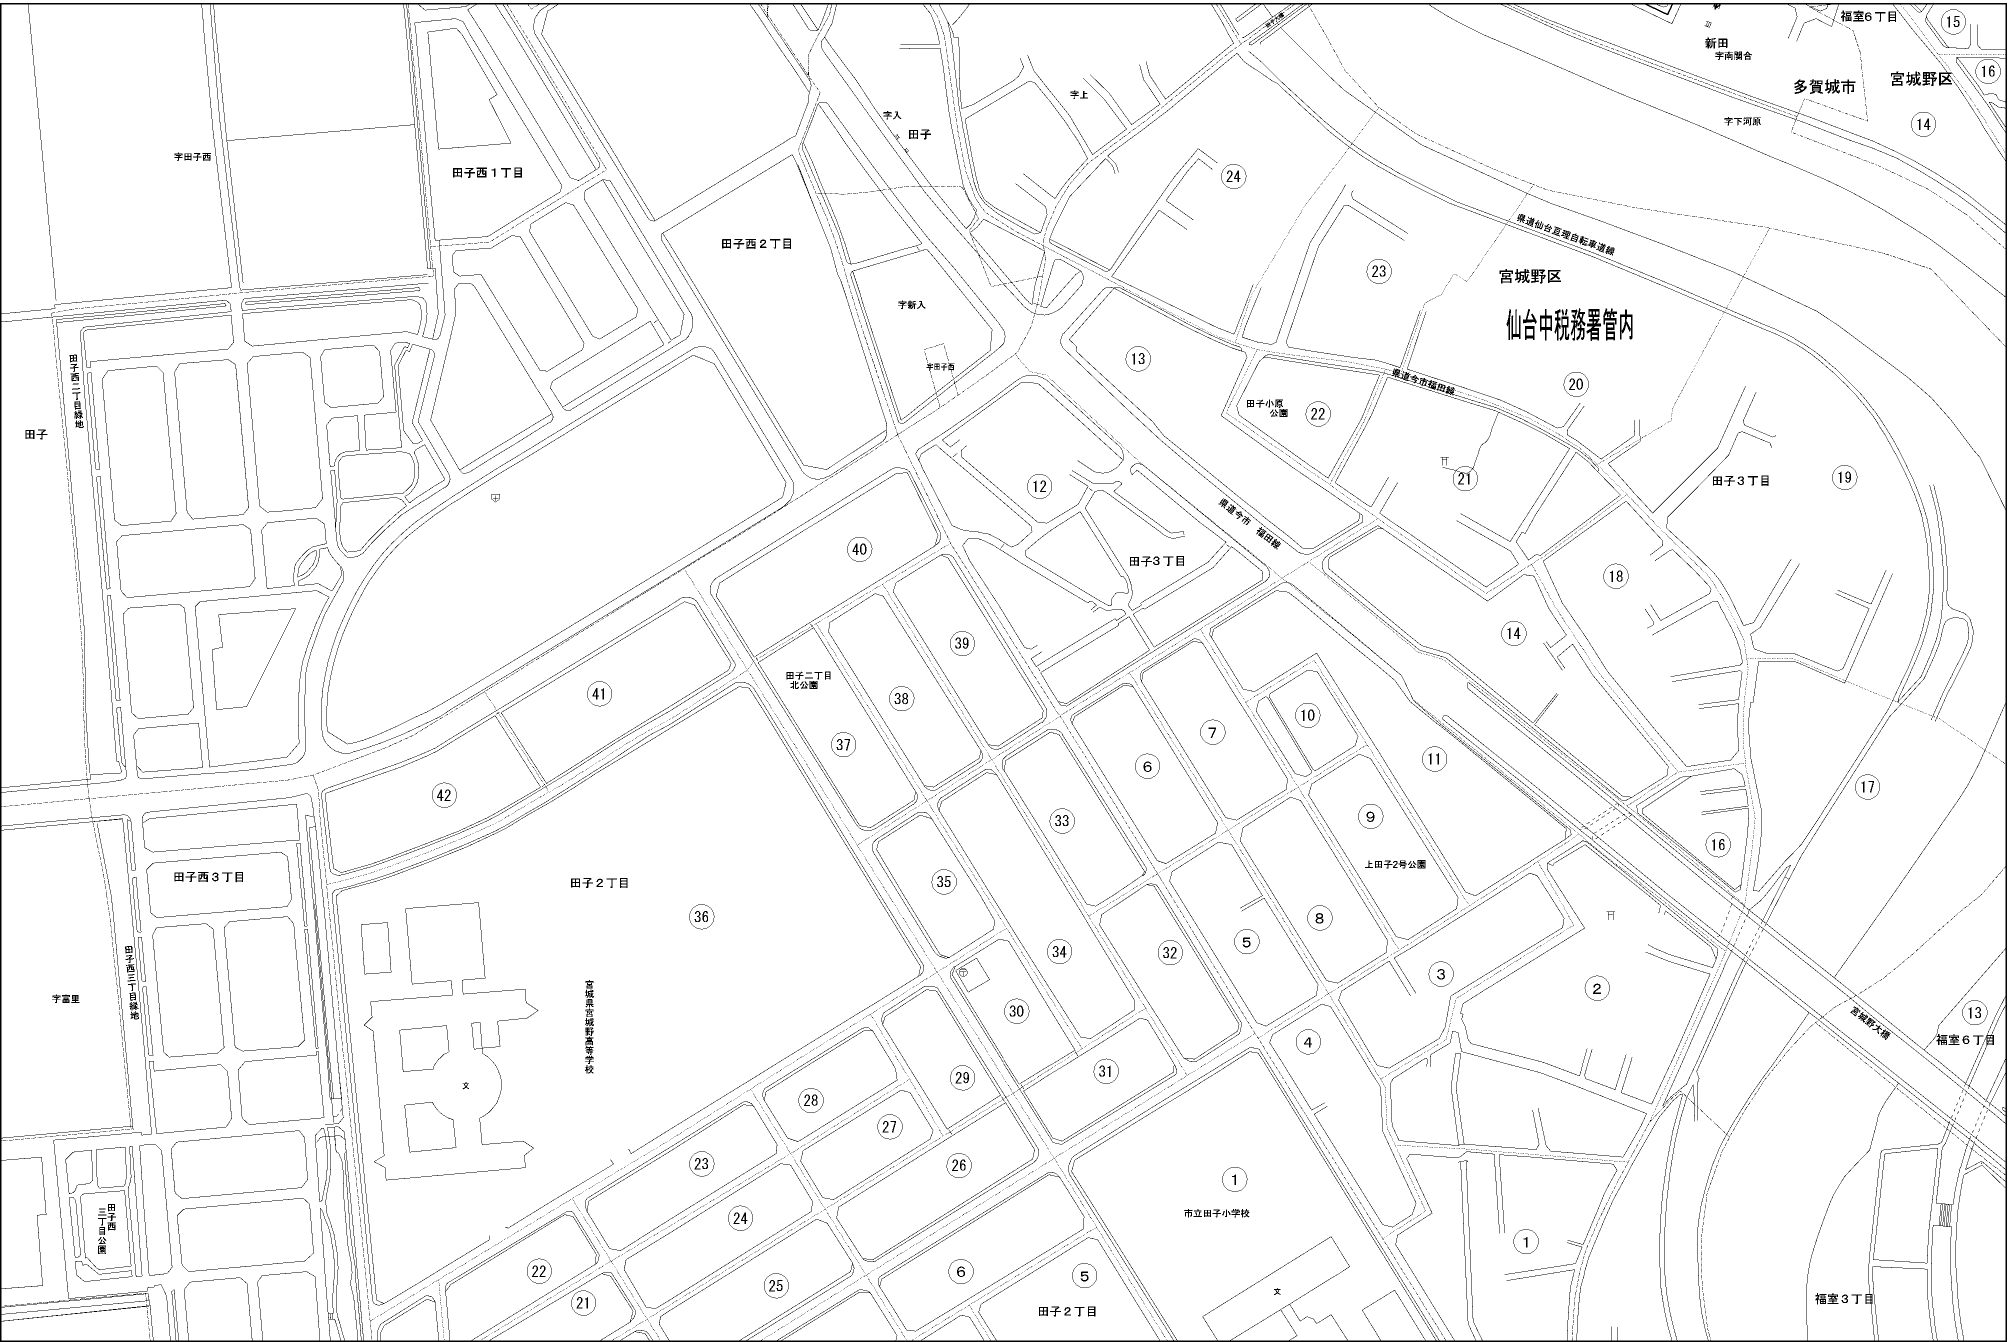 福室６丁目
15
新田
字南関合
16
多賀城市
宮城野区
字上
字入
田子
字下河原
14
字田子西
田子西１丁目
24
県道仙台亘理自転車道線
田子西２丁目
23
宮城野区
字新入
仙台中税務署管内
13
田子西二丁目緑地
字田子西
県道今市福田線
20
田子小原
公園
22
田子
21
田子３丁目
19
12
県道今市　福田線
40
田子３丁目
18
14
39
田子二丁目
北公園
41
38
10
7
37
6
11
17
42
33
9
16
上田子2号公園
田子西３丁目
田子２丁目
35
36
8
5
34
32
3
2
田子西三丁目緑地
字富里
宮城県宮城野高等学校
30
宮城野大橋
13
福室６丁目
4
31
29
文
28
27
23
26
1
市立田子小学校
24
田子西
三丁目公園
1
22
25
6
5
21
文
田子２丁目
福室３丁目